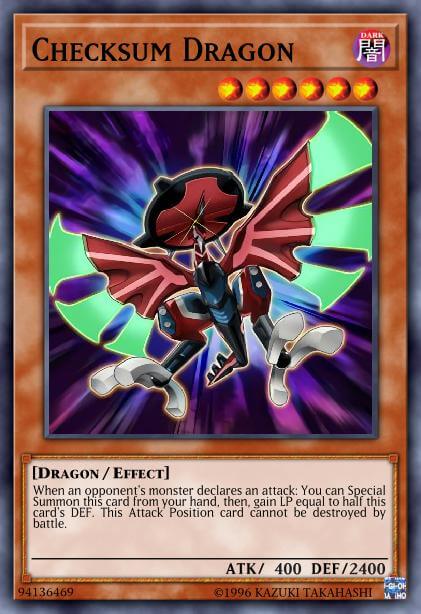 CHECKSUM DRAGON
DARK
闇
[DRAGON / EFFECT]
When an opponent's monster declares an attack: You can Special
Summon this card from your hand, then, gain LP equal to half this
card's DEF. This Attack Position card cannot be destroyed by
battle.
ATK/ 400 DEF/2400
94136469
©1996 KAZUKI TAKAHASHI